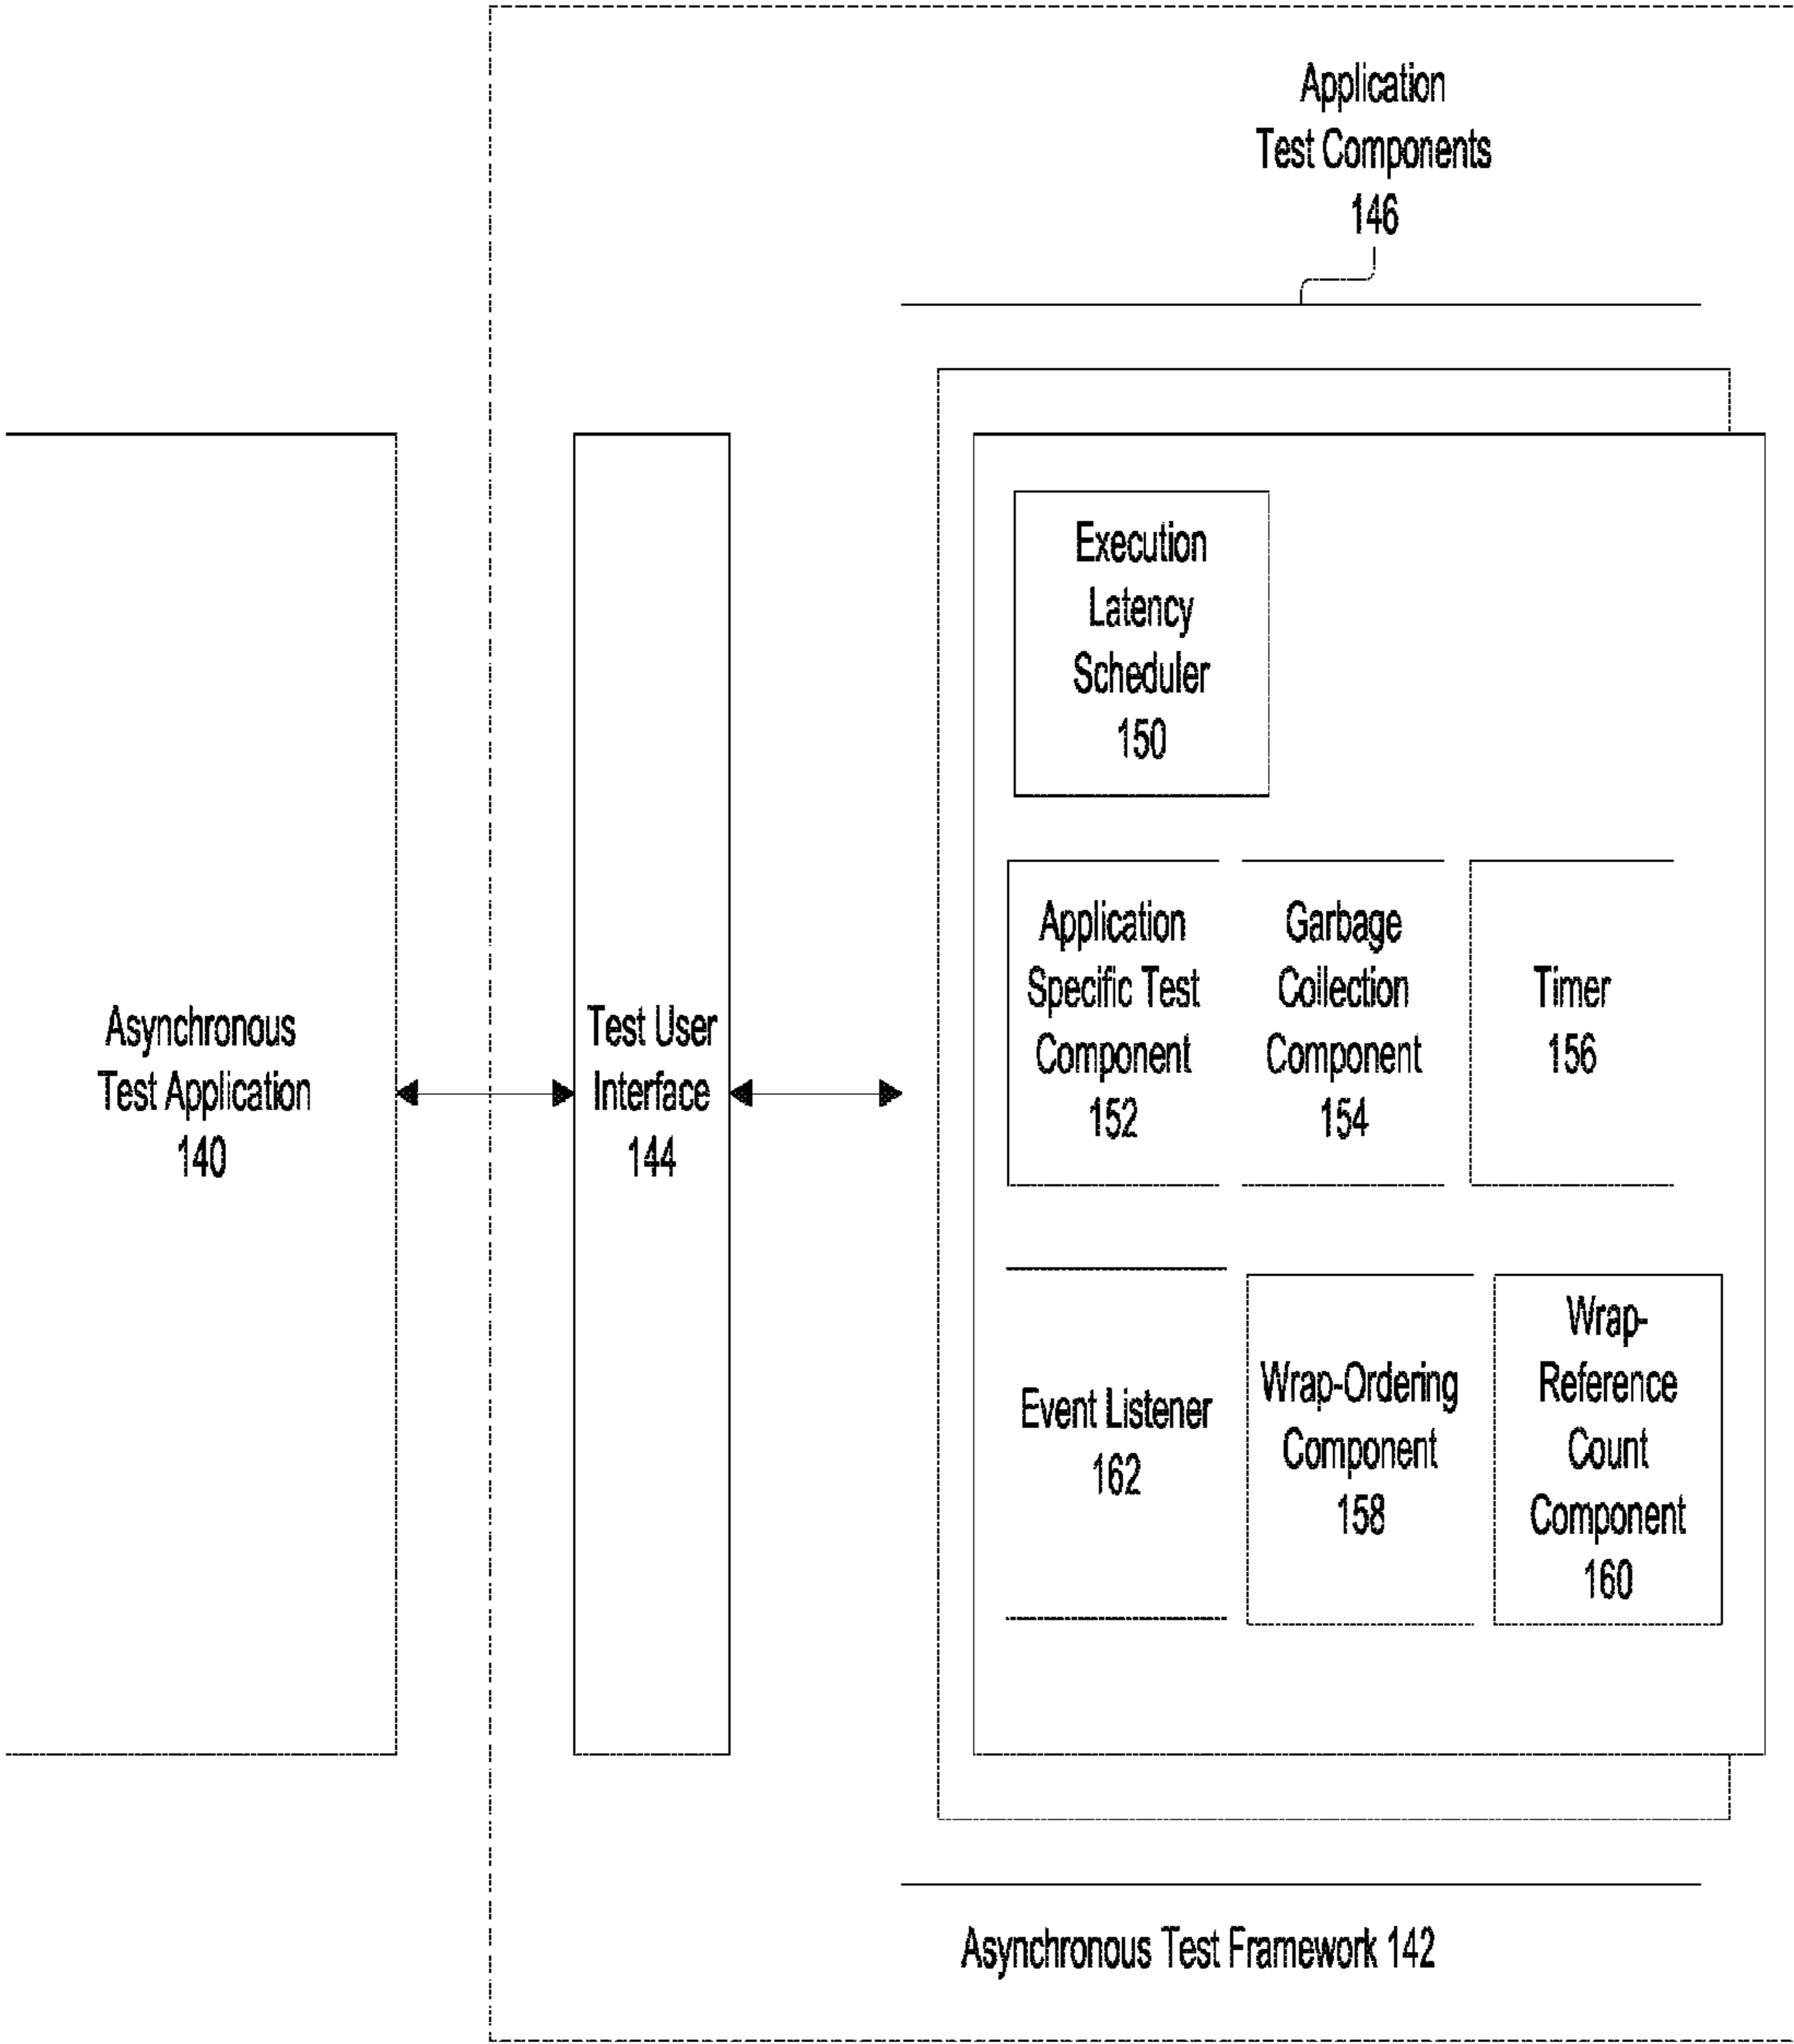 Application
Test Components
146
Execution
Latency
Scheduler
150
Application
Specific Test
Component
152
Garbage
Collection
Component
154
Timer
156
Asynchronous
Test Application
140
Test User
Interface
144
Event Listener
162
Wrap-Ordering
Component
158
Wrap-
Reference
Count
Component
160
Asynchronous Test Framework 142